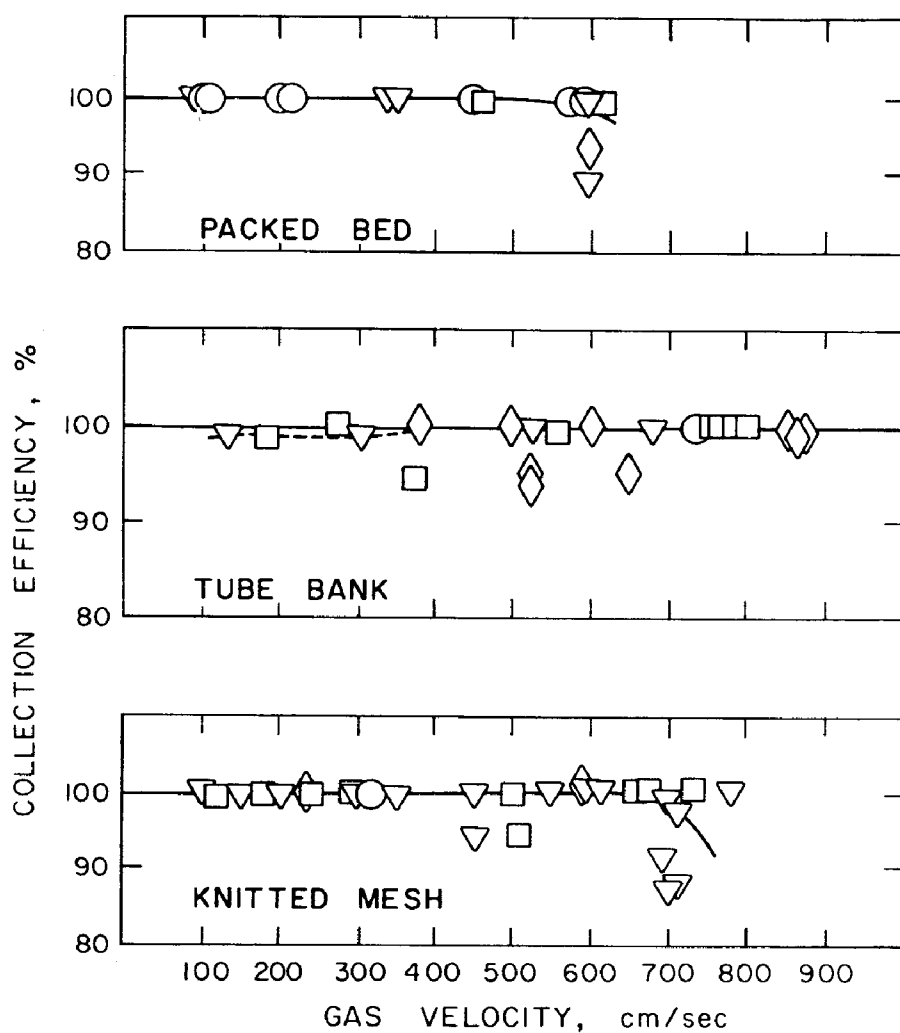 100
90
80
PACKED BED
100
90
80
TUBE BANK
100
90
80
KNITTED MESH
100 200 300 400 500 600 700 800 900
GAS VELOCITY, cm/sec
COLLECTION EFFICIENCY, %